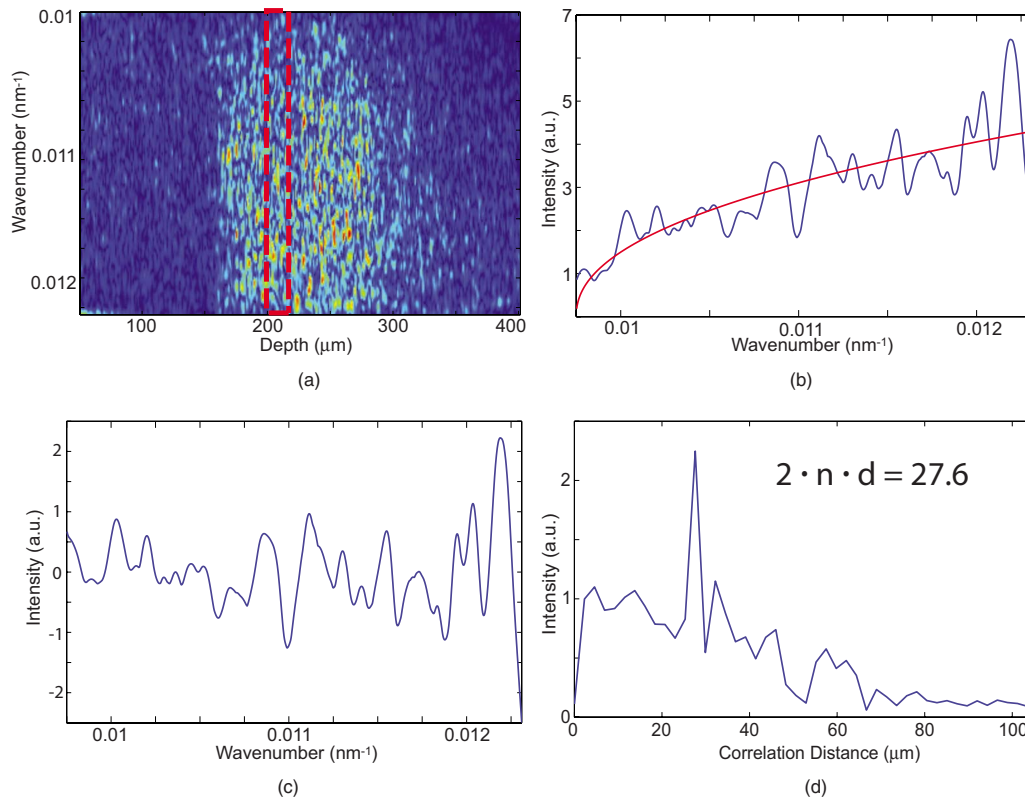 0.01
0.011
0.012
Wavenumber (nm-1)
100
200
300
400
Depth (μm)
(a)
7
5
3
1
Intensity (a.u.)
0.01
0.011
0.012
Wavenumber (nm-1)
(b)
2
1
0
-1
-2
Intensity (a.u.)
0.01
0.011
0.012
Wavenumber (nm-1)
(c)
2 · n · d = 27.6
2
1
0
Intensity (a.u.)
0
20
40
60
80
100
Correlation Distance (μm)
(d)